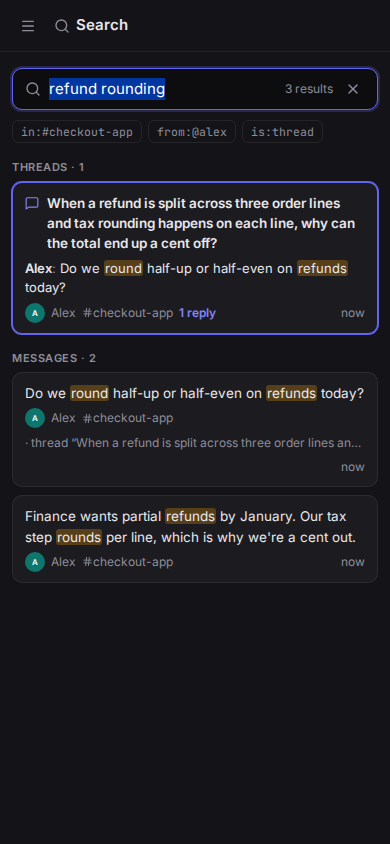 Search
refund rounding
3 results
in:#checkout-app from:@alex is:thread
THREADS · 1
When a refund is split across three order lines
and tax rounding happens on each line, why can
the total end up a cent off?
Alex: Do we round half-up or half-even on refunds
today?
A Alex #checkout-app 1 reply now
MESSAGES · 2
Do we round half-up or half-even on refunds today?
A Alex #checkout-app
· thread “When a refund is split across three order lines an…
now
Finance wants partial refunds by January. Our tax
step rounds per line, which is why we're a cent out.
A Alex #checkout-app now